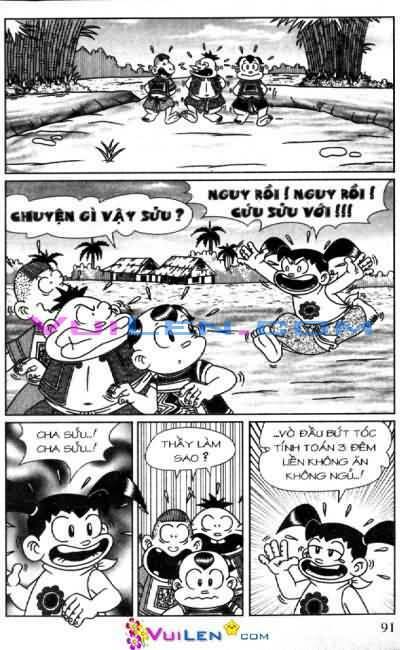 CHUYỆN GÌ VẬY SỬU?
NGUY RỒI! NGUY RỒI!
CỨU SỬU VỚI!!!
VuiLen.com
CHA SỬU...!
CHA SỬU...!
THẦY LÀM
SAO?
...VÒ ĐẦU BỨT TÓC
TÍNH TOÁN 3 ĐÊM
LIỀN KHÔNG ĂN
KHÔNG NGỦ...!
91
VuiLen.com